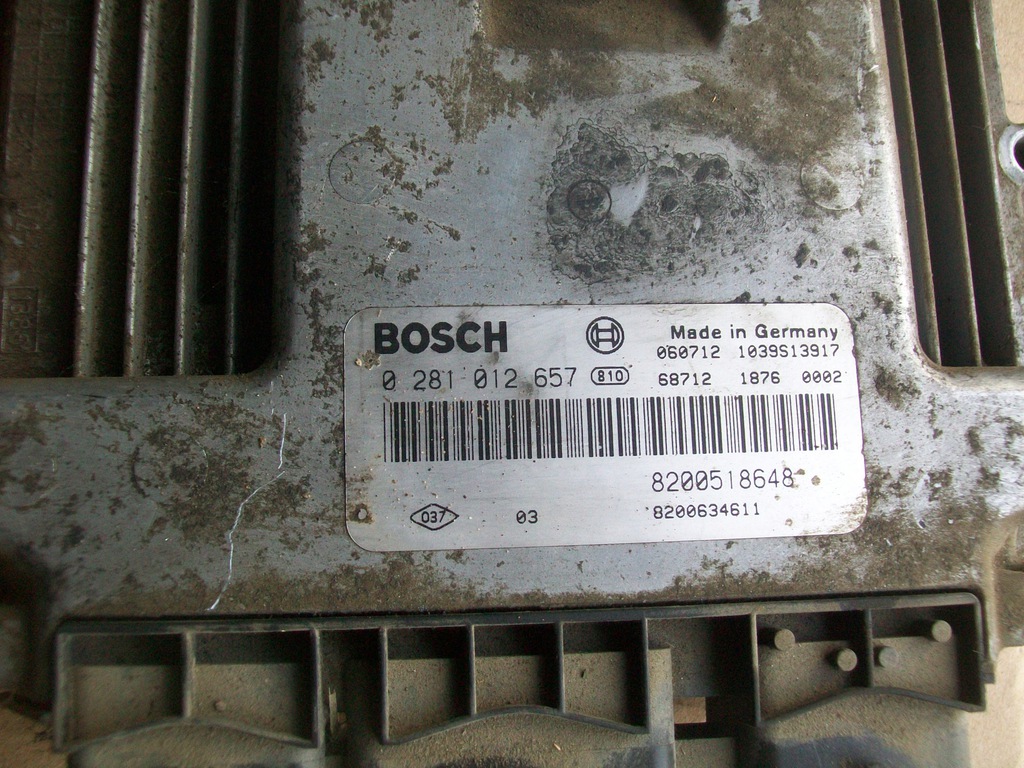 BOSCH
Made in Germany
060712 1039S13917
0 281 012 657 810
68712 1876 0002
8200518648
037 03
8200634611